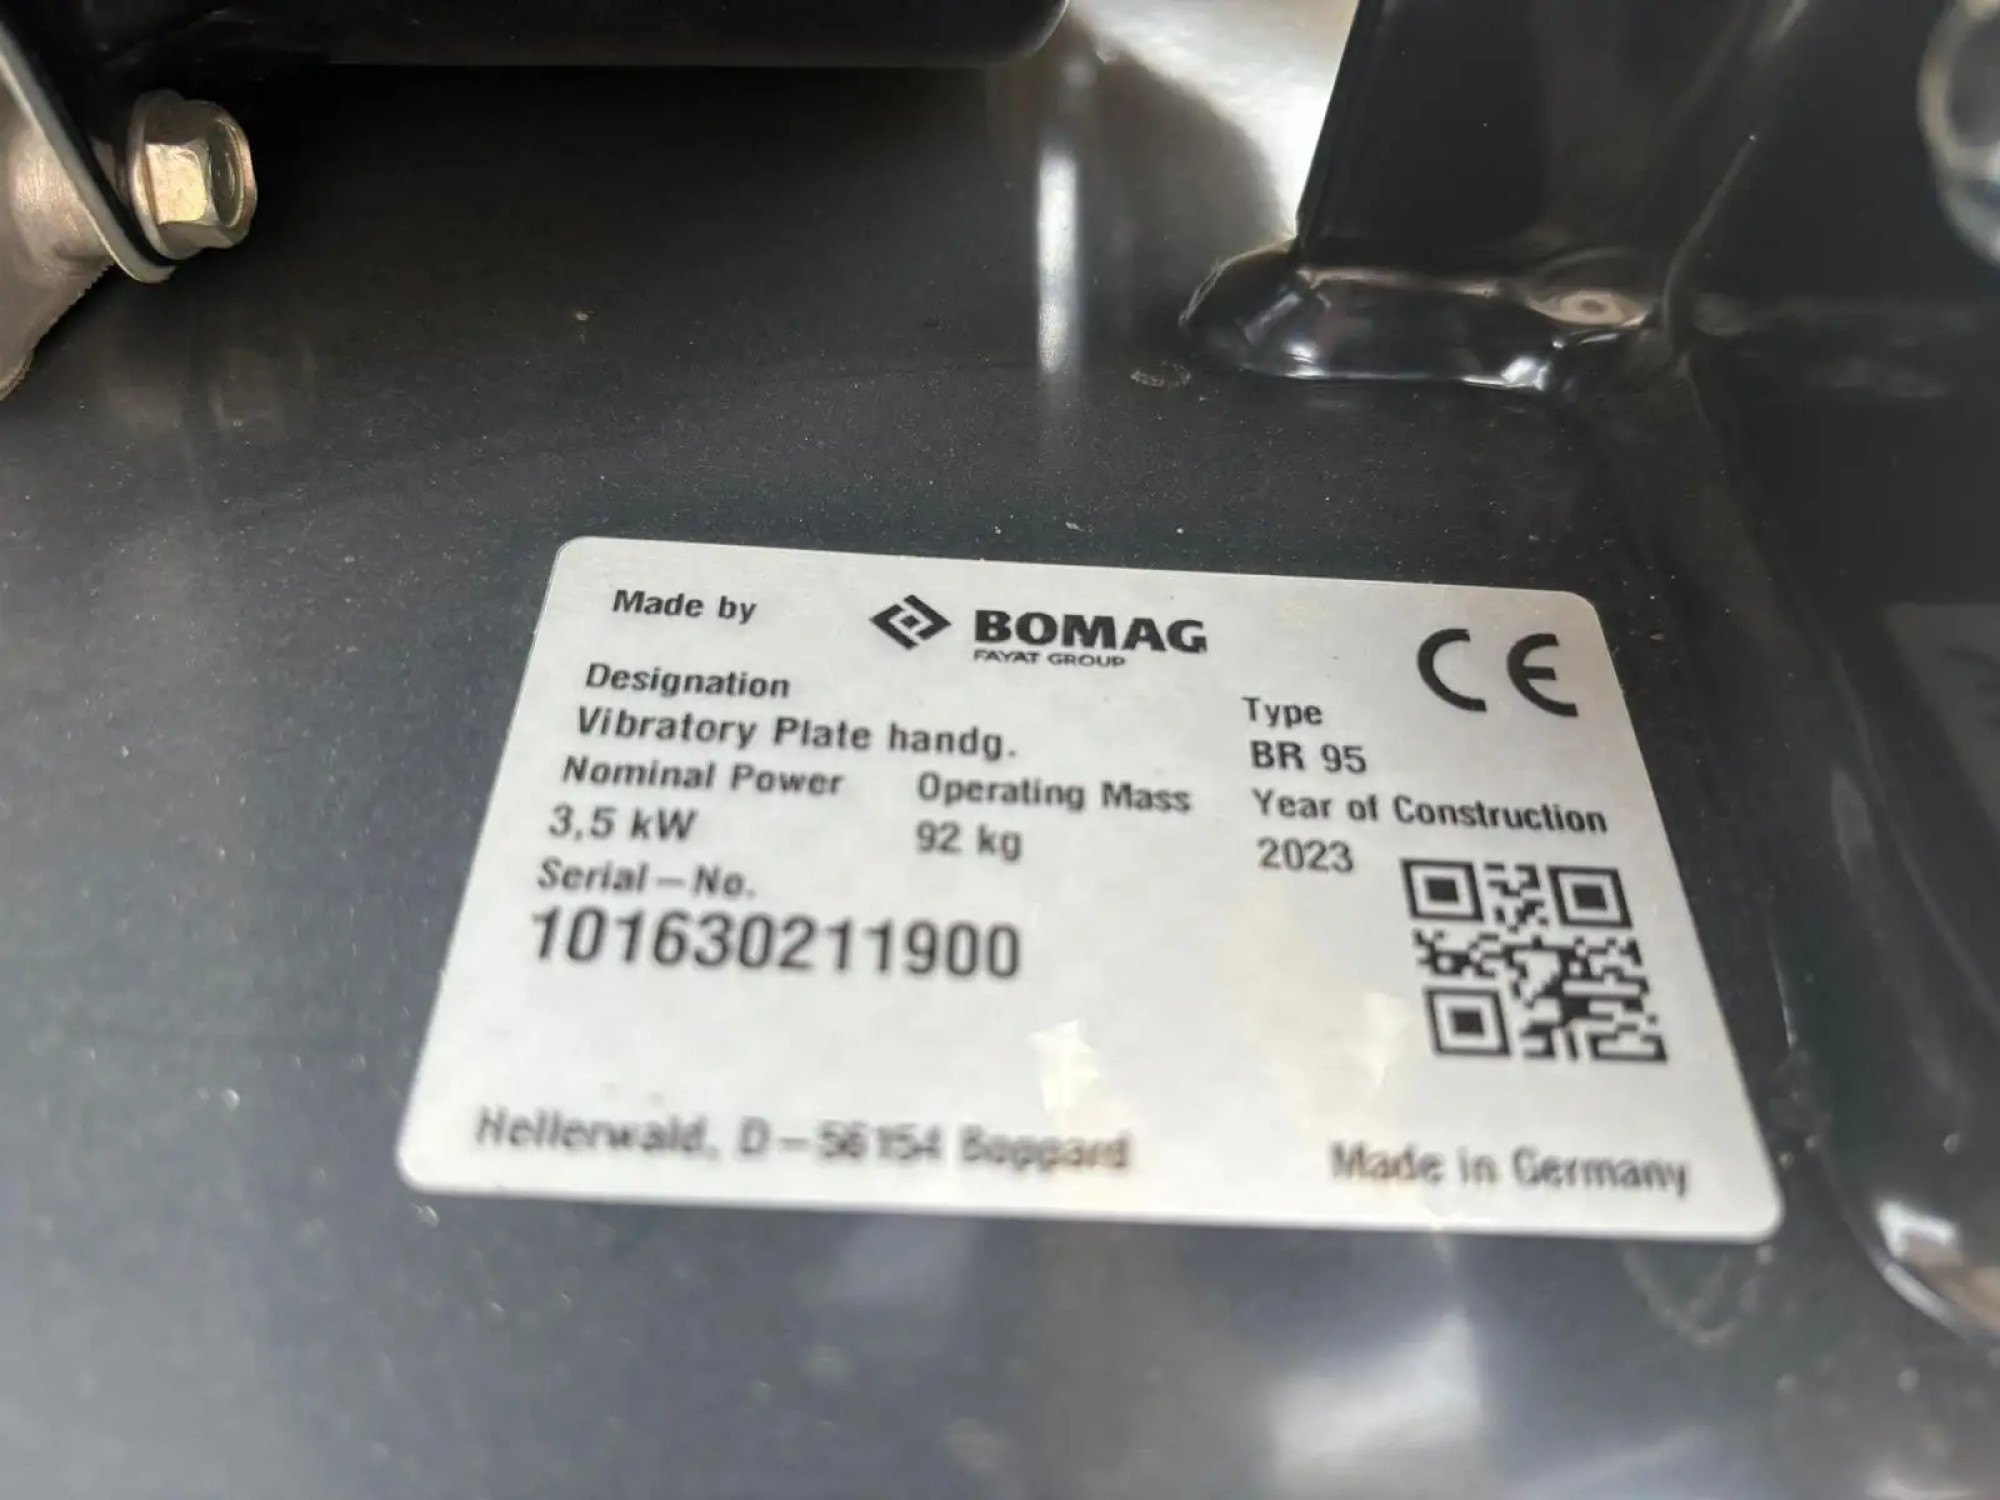 Made by
BOMAG
FAYAT GROUP
CE
Designation
Vibratory Plate handg.
Type
BR 95
Nominal Power
3,5 kW
Operating Mass
92 kg
Year of Construction
2023
Serial-No.
101630211900
Hellerwald, D-56154 Boppard
Made in Germany